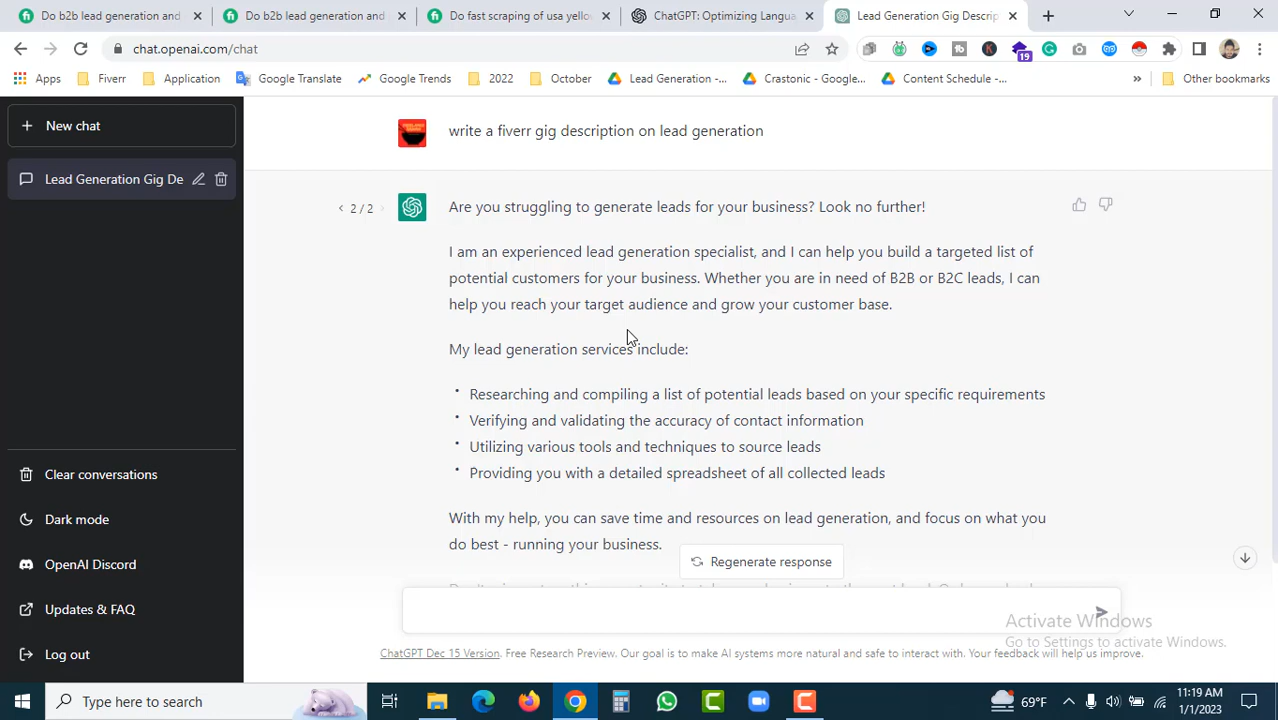 Do b2b lead generation and
Do b2b lead generation and
Do fast scraping of usa yellow
ChatGPT: Optimizing Langua
Lead Generation Gig Descrip
chat.openai.com/chat
19
Apps
Fiverr
Application
Google Translate
Google Trends
2022
October
Lead Generation -...
Crastonic - Google...
Content Schedule -...
»
Other bookmarks
New chat
Lead Generation Gig De
write a fiverr gig description on lead generation
< 2 / 2 >
Are you struggling to generate leads for your business? Look no further!
I am an experienced lead generation specialist, and I can help you build a targeted list of
potential customers for your business. Whether you are in need of B2B or B2C leads, I can
help you reach your target audience and grow your customer base.
My lead generation services include:
• Researching and compiling a list of potential leads based on your specific requirements
• Verifying and validating the accuracy of contact information
• Utilizing various tools and techniques to source leads
• Providing you with a detailed spreadsheet of all collected leads
With my help, you can save time and resources on lead generation, and focus on what you
do best - running your business.
Regenerate response
Clear conversations
Dark mode
OpenAI Discord
Updates & FAQ
Log out
Activate Windows
Go to Settings to activate Windows.
ChatGPT Dec 15 Version. Free Research Preview. Our goal is to make AI systems more natural and safe to interact with. Your feedback will help us improve.
Type here to search
69°F
11:19 AM
1/1/2023